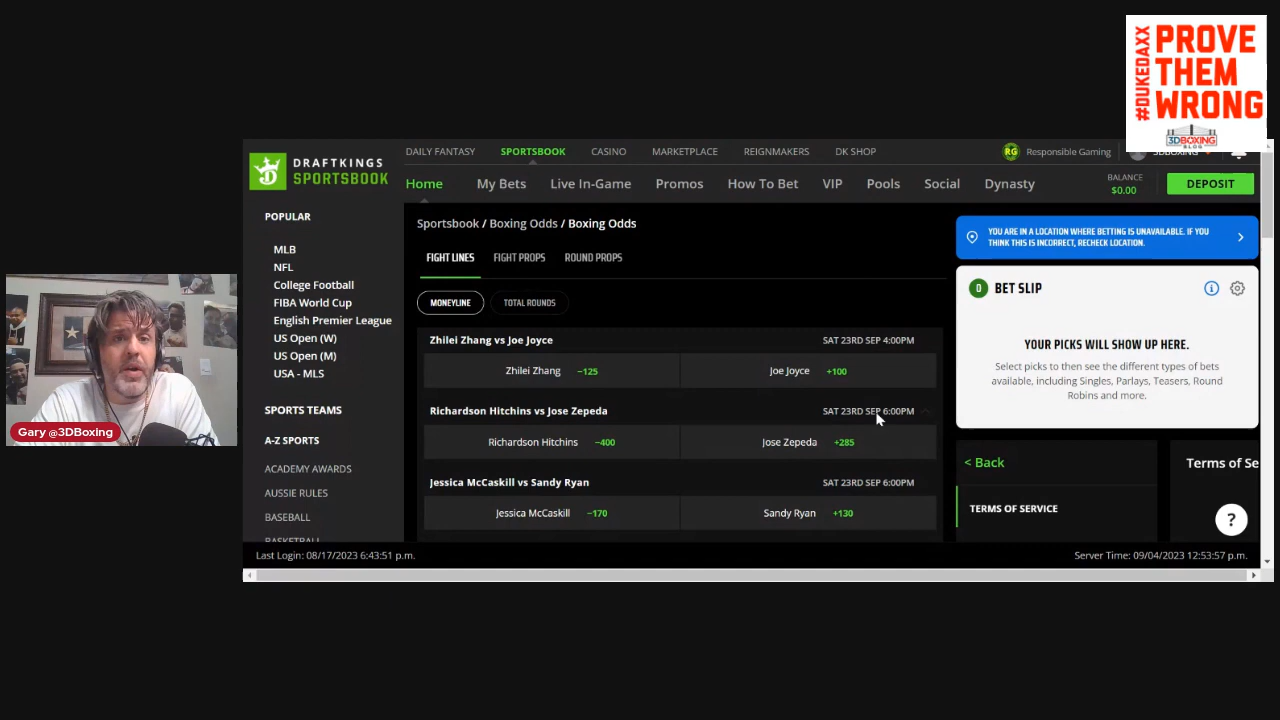 #DUKEDAXX
PROVE
THEM
WRONG
3DBOXING
BLOG
DRAFTKINGS
SPORTSBOOK
DAILY FANTASY
SPORTSBOOK
CASINO
MARKETPLACE
REIGNMAKERS
DK SHOP
RG Responsible Gaming
3DBOXING
Home
My Bets
Live In-Game
Promos
How To Bet
VIP
Pools
Social
Dynasty
BALANCE
$0.00
DEPOSIT
POPULAR
MLB
NFL
College Football
FIBA World Cup
English Premier League
US Open (W)
US Open (M)
USA - MLS
SPORTS TEAMS
A-Z SPORTS
ACADEMY AWARDS
AUSSIE RULES
BASEBALL
BASKETBALL
Sportsbook / Boxing Odds / Boxing Odds
FIGHT LINES
FIGHT PROPS
ROUND PROPS
MONEYLINE
TOTAL ROUNDS
Zhilei Zhang vs Joe Joyce SAT 23RD SEP 4:00PM
Zhilei Zhang −125 Joe Joyce +100
Richardson Hitchins vs Jose Zepeda SAT 23RD SEP 6:00PM
Richardson Hitchins −400 Jose Zepeda +285
Jessica McCaskill vs Sandy Ryan SAT 23RD SEP 6:00PM
Jessica McCaskill −170 Sandy Ryan +130
YOU ARE IN A LOCATION WHERE BETTING IS UNAVAILABLE. IF YOU
THINK THIS IS INCORRECT, RECHECK LOCATION.
0 BET SLIP
YOUR PICKS WILL SHOW UP HERE.
Select picks to then see the different types of bets
available, including Singles, Parlays, Teasers, Round
Robins and more.
< Back
TERMS OF SERVICE
Terms of Se
?
Last Login: 08/17/2023 6:43:51 p.m.
Server Time: 09/04/2023 12:53:57 p.m.
Gary @3DBoxing